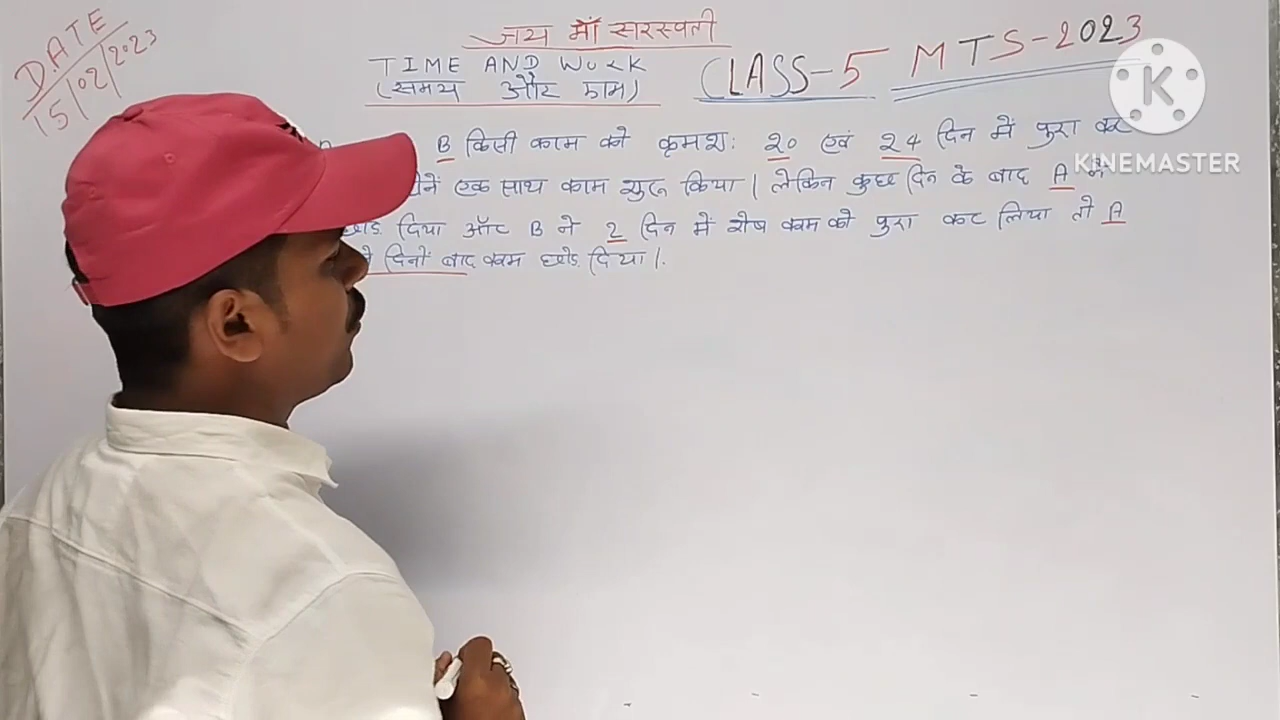 जय माँ सरस्वती
DATE
15/02/2023
TIME AND WORK
(समय और काम)
CLASS-5 MTS-2023
K
KINEMASTER
B किसी काम को क्रमश: 20 एवं 24 दिन में पुरा कर
एक साथ काम शुरू किया। लेकिन कुछ दिन के बाद A ने
दिया और B ने 2 दिन में शेष काम को पुरा कर लिया तो A
दिनों बाद काम छोड़ दिया।.